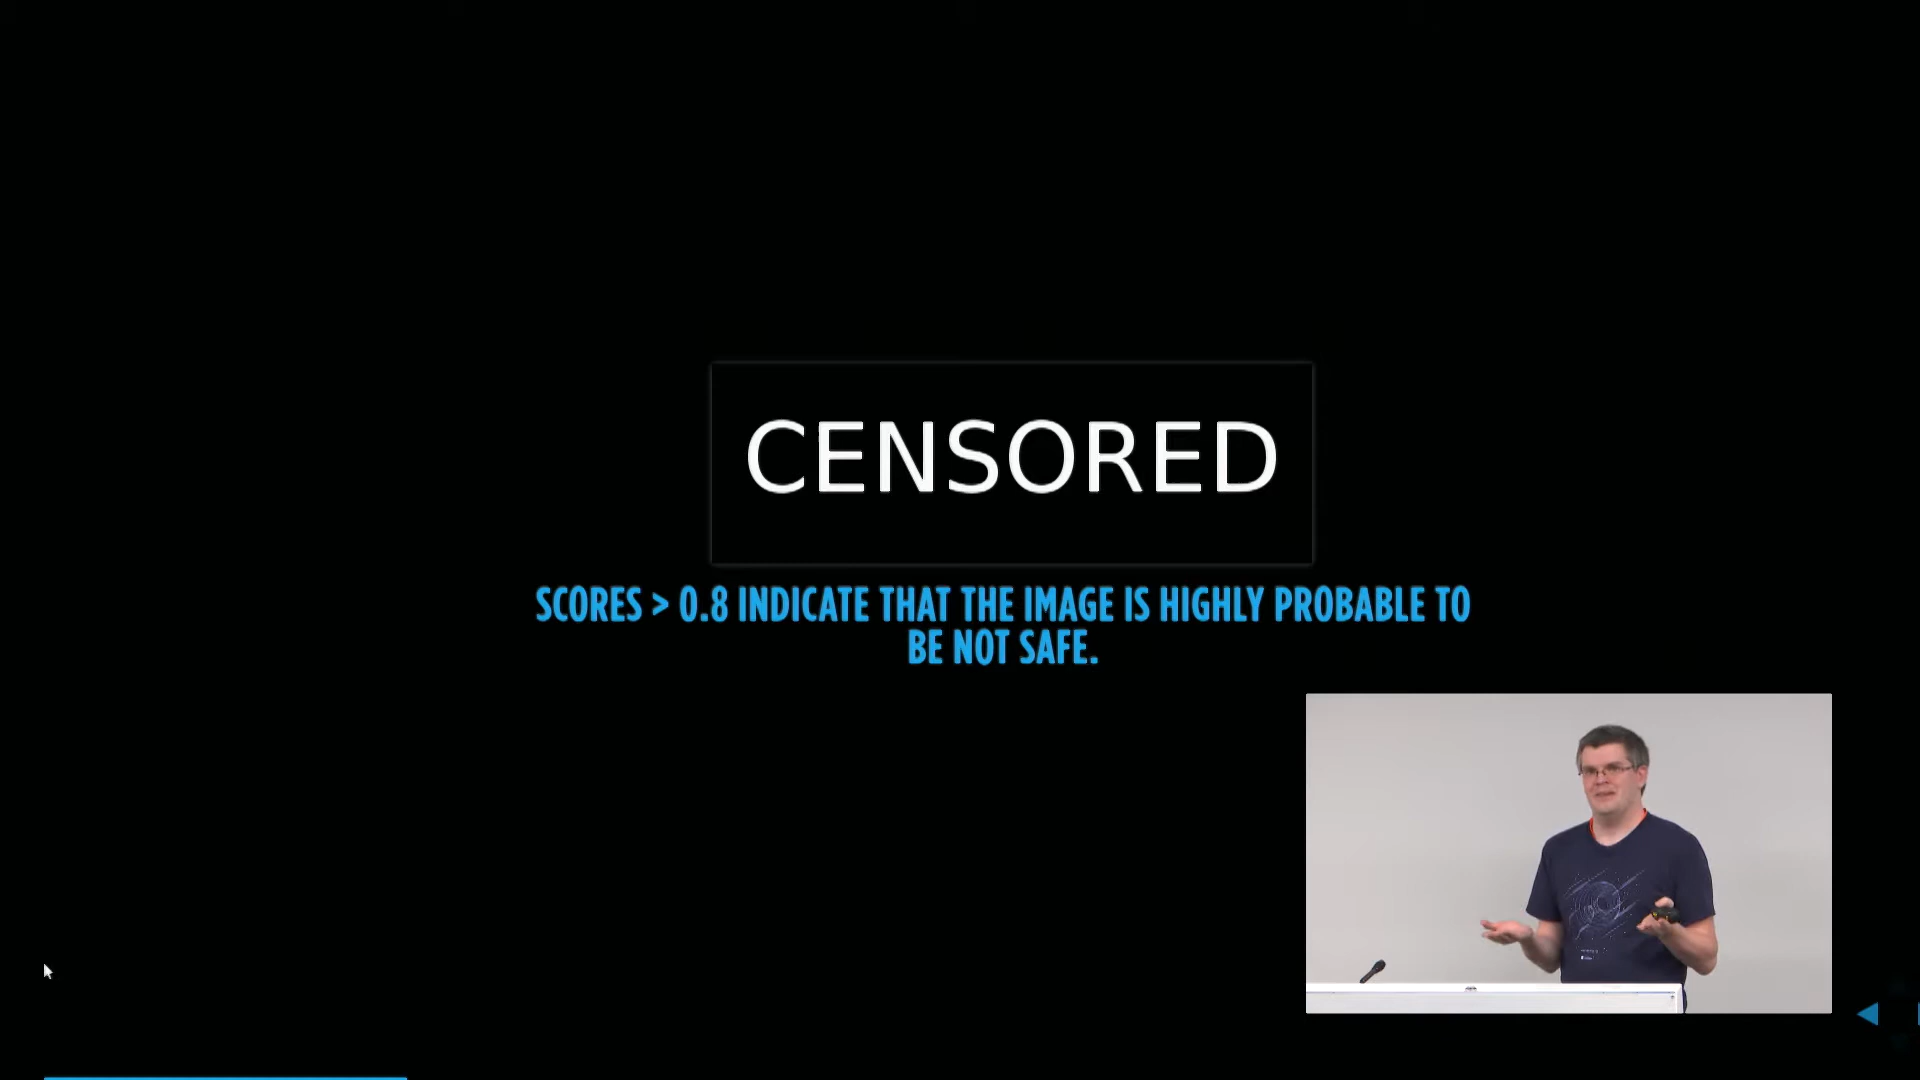 CENSORED
SCORES > 0.8 INDICATE THAT THE IMAGE IS HIGHLY PROBABLE TO
BE NOT SAFE.